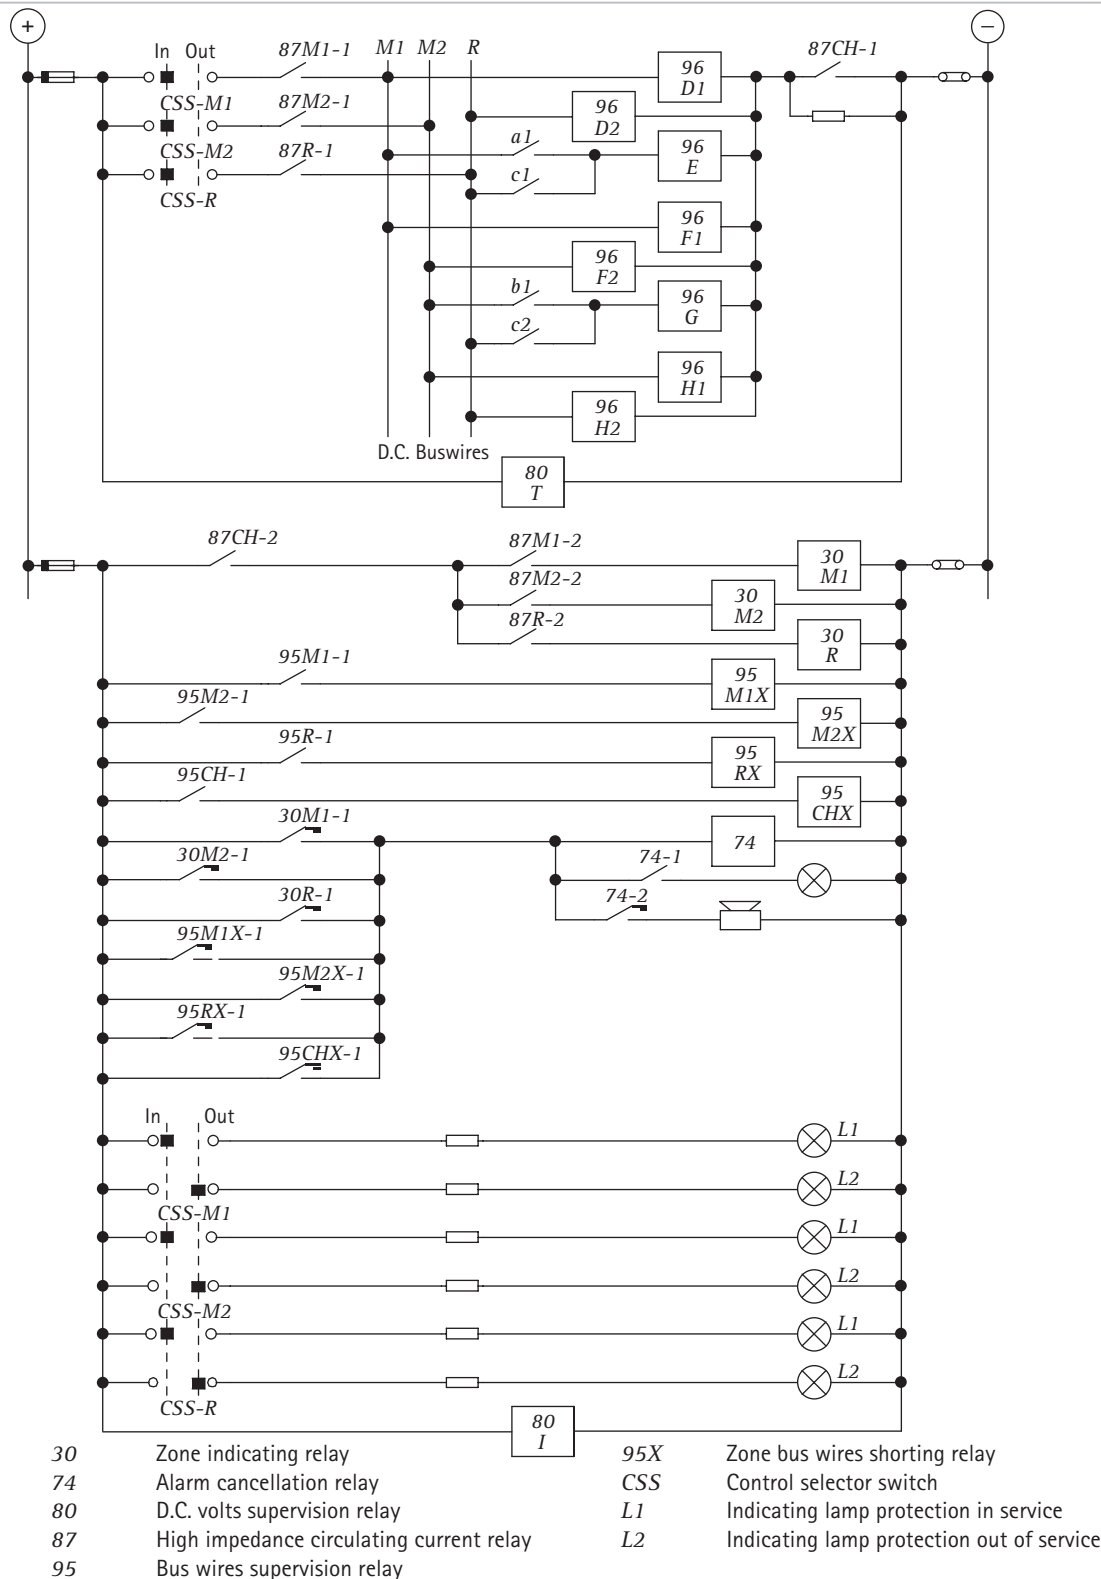 +
−
In Out 87M1-1 M1 M2 R 87CH-1
96 D1
CSS-M1 87M2-1
96 D2
a1
CSS-M2 87R-1
96 E
c1
CSS-R
96 F1
96 F2
b1
96 G
c2
96 H1
96 H2
D.C. Buswires
80 T
87CH-2 87M1-2
30 M1
87M2-2
30 M2
87R-2
30 R
95M1-1
95 M1X
95M2-1
95 M2X
95R-1
95 RX
95CH-1
95 CHX
30M1-1
74
30M2-1 74-1
30R-1 74-2
95M1X-1
95M2X-1
95RX-1
95CHX-1
In Out
L1
L2
CSS-M1
L1
L2
CSS-M2
L1
L2
CSS-R
80 I
30 Zone indicating relay
74 Alarm cancellation relay
80 D.C. volts supervision relay
87 High impedance circulating current relay
95 Bus wires supervision relay
95X Zone bus wires shorting relay
CSS Control selector switch
L1 Indicating lamp protection in service
L2 Indicating lamp protection out of service